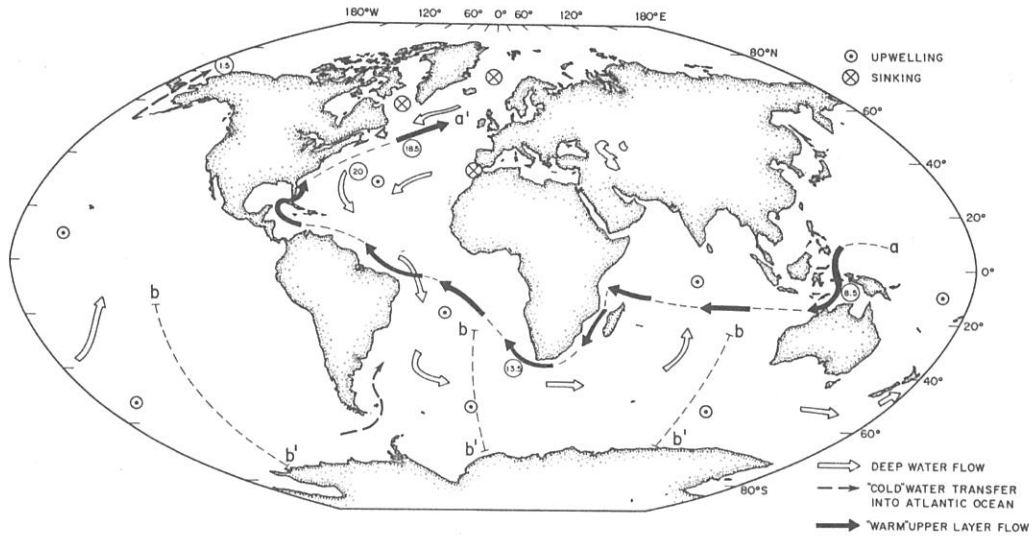 180°W 120° 60° 0° 60° 120° 180°E
80°N
⊙ UPWELLING
⊗ SINKING
1.5
60°
a'
18.5
20
40°
20°
a
0°
8.5
b
b
b
20°
13.5
40°
b'
b'
b'
60°
80°S
DEEP WATER FLOW
"COLD" WATER TRANSFER
INTO ATLANTIC OCEAN
"WARM" UPPER LAYER FLOW